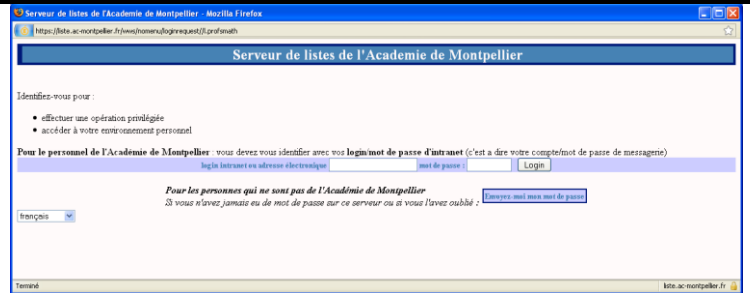 Serveur de listes de l'Academie de Montpellier - Mozilla Firefox
https://liste.ac-montpellier.fr/wws/nomenu/loginrequest//l.profsmath
Serveur de listes de l'Academie de Montpellier
Identifiez-vous pour :
effectuer une opération privilégiée
accéder à votre environnement personnel
Pour le personnel de l'Académie de Montpellier : vous devez vous identifier avec vos login/mot de passe d'intranet (c'est a dire votre compte/mot de passe de messagerie)
login intranet ou adresse électronique mot de passe : Login
Pour les personnes qui ne sont pas de l'Académie de Montpellier
Si vous n'avez jamais eu de mot de passe sur ce serveur ou si vous l'avez oublié : Envoyez-moi mon mot de passe
français
Terminé liste.ac-montpellier.fr